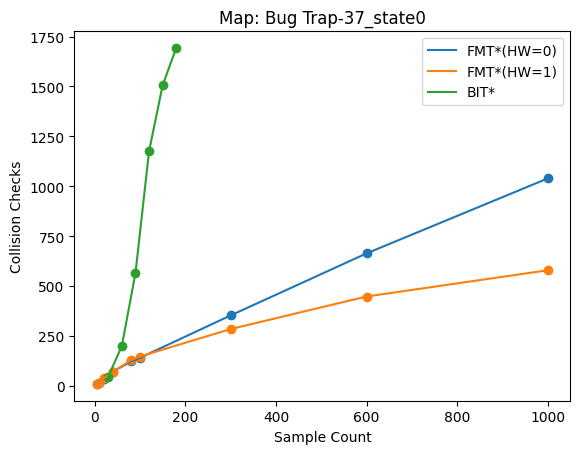 Map: Bug Trap-37_state0
FMT*(HW=0)
FMT*(HW=1)
BIT*
Collision Checks
1750
1500
1250
1000
750
500
250
0
0 200 400 600 800 1000
Sample Count